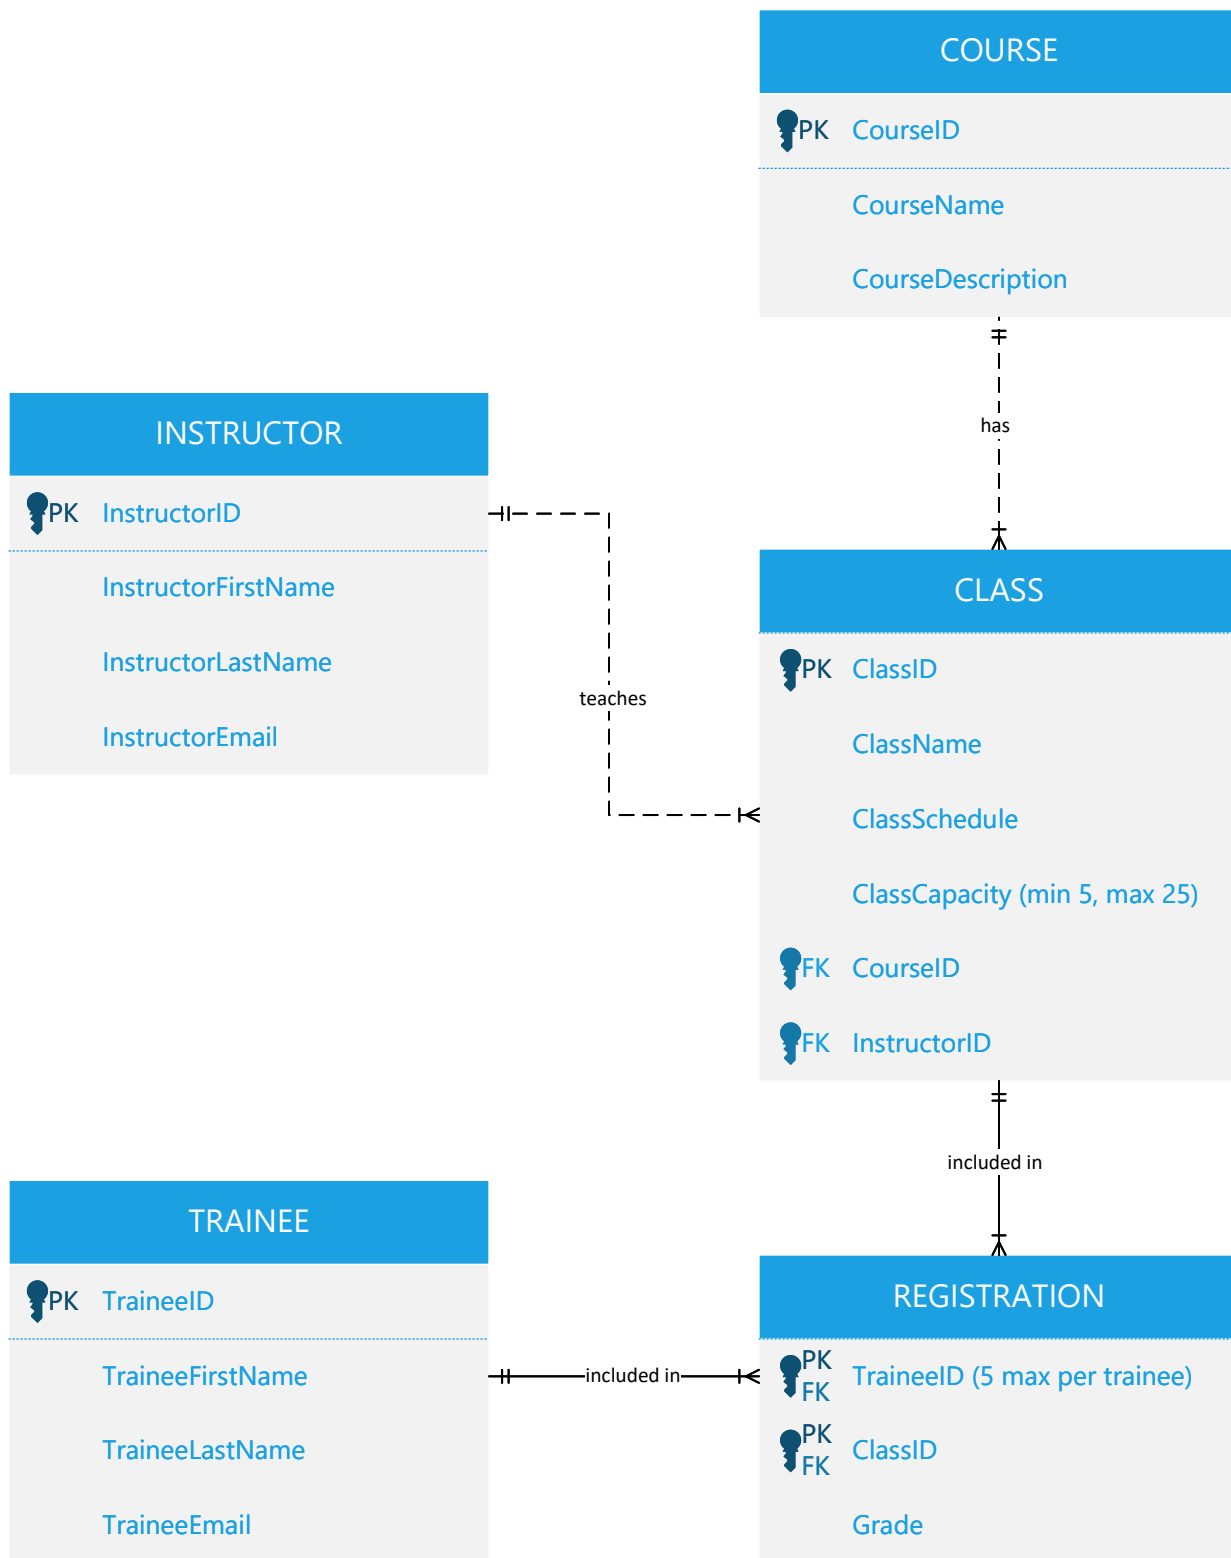 COURSE
PK CourseID
CourseName
CourseDescription
has
INSTRUCTOR
PK InstructorID
InstructorFirstName
InstructorLastName
InstructorEmail
teaches
CLASS
PK ClassID
ClassName
ClassSchedule
ClassCapacity (min 5, max 25)
FK CourseID
FK InstructorID
included in
TRAINEE
PK TraineeID
TraineeFirstName
TraineeLastName
TraineeEmail
included in
REGISTRATION
PK
FK TraineeID (5 max per trainee)
PK
FK ClassID
Grade